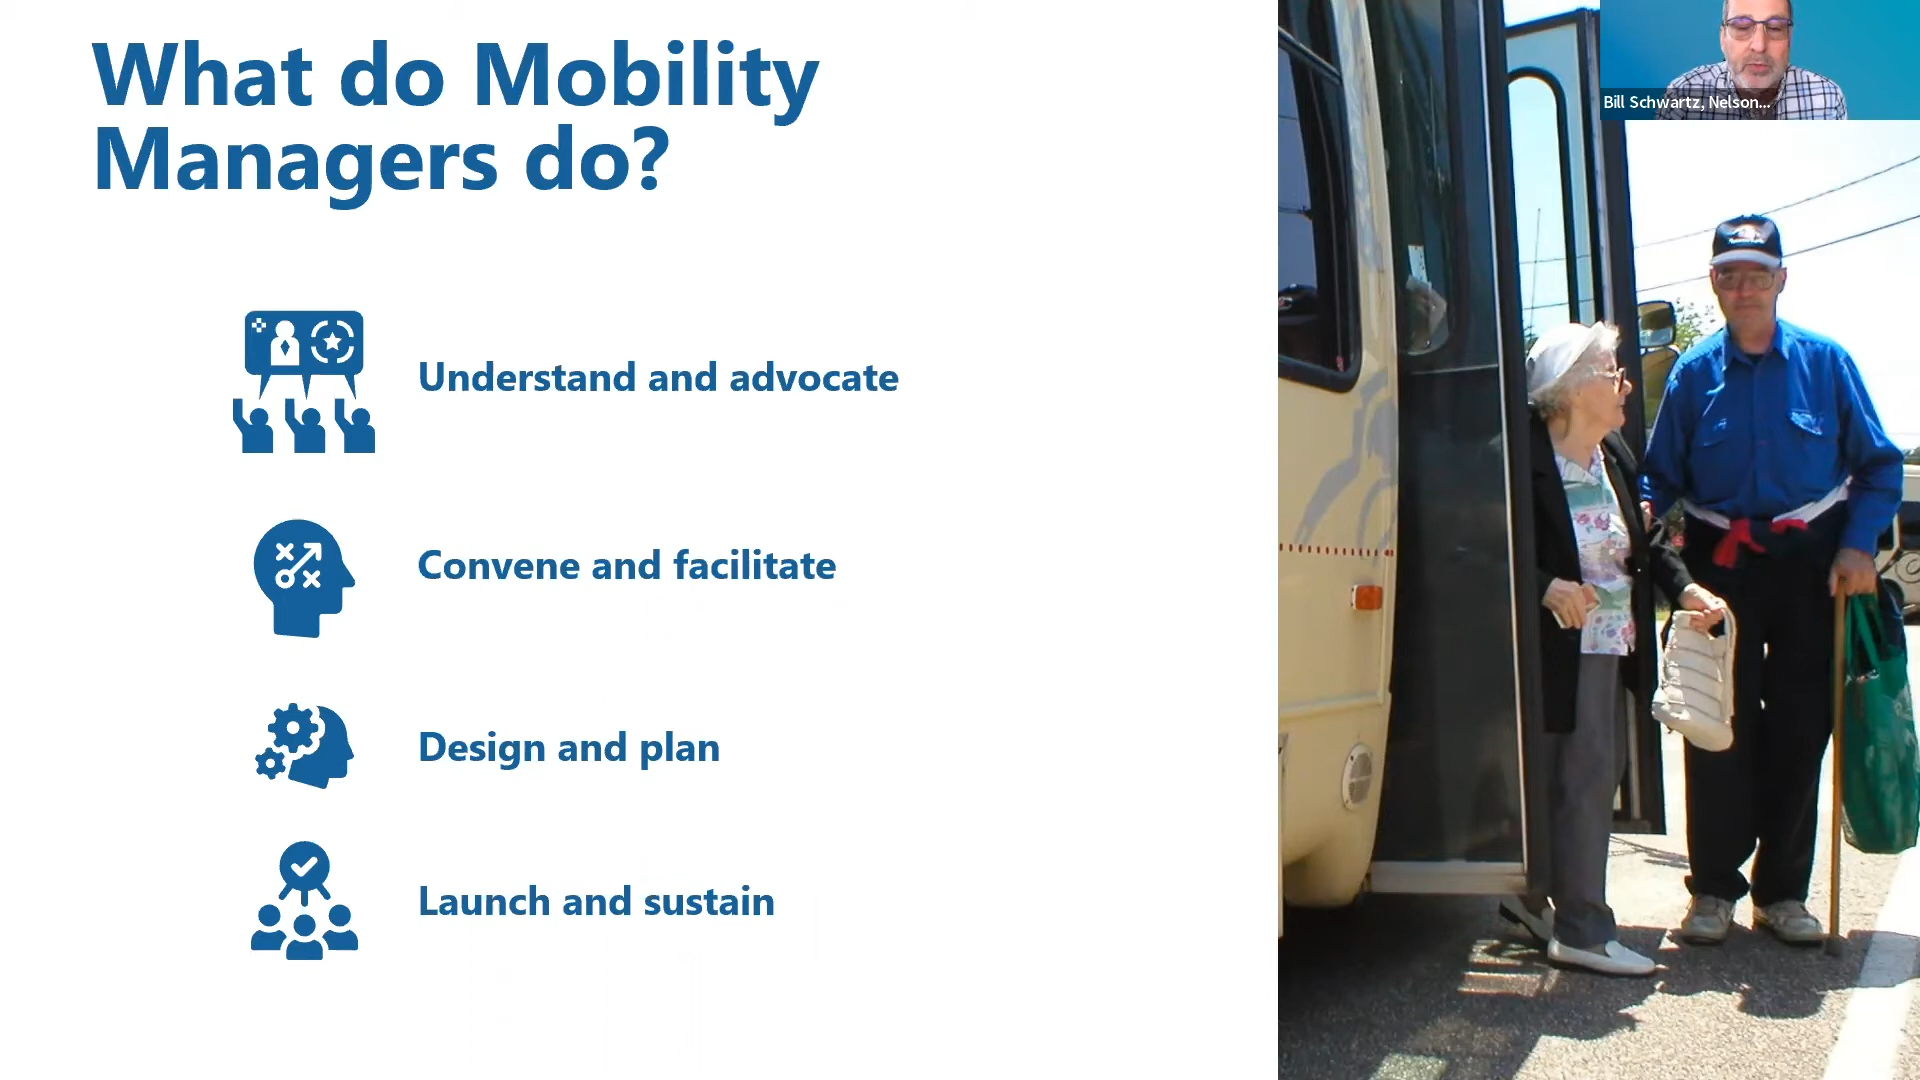 What do Mobility
Managers do?
Bill Schwartz, Nelson...
Understand and advocate
Convene and facilitate
Design and plan
Launch and sustain